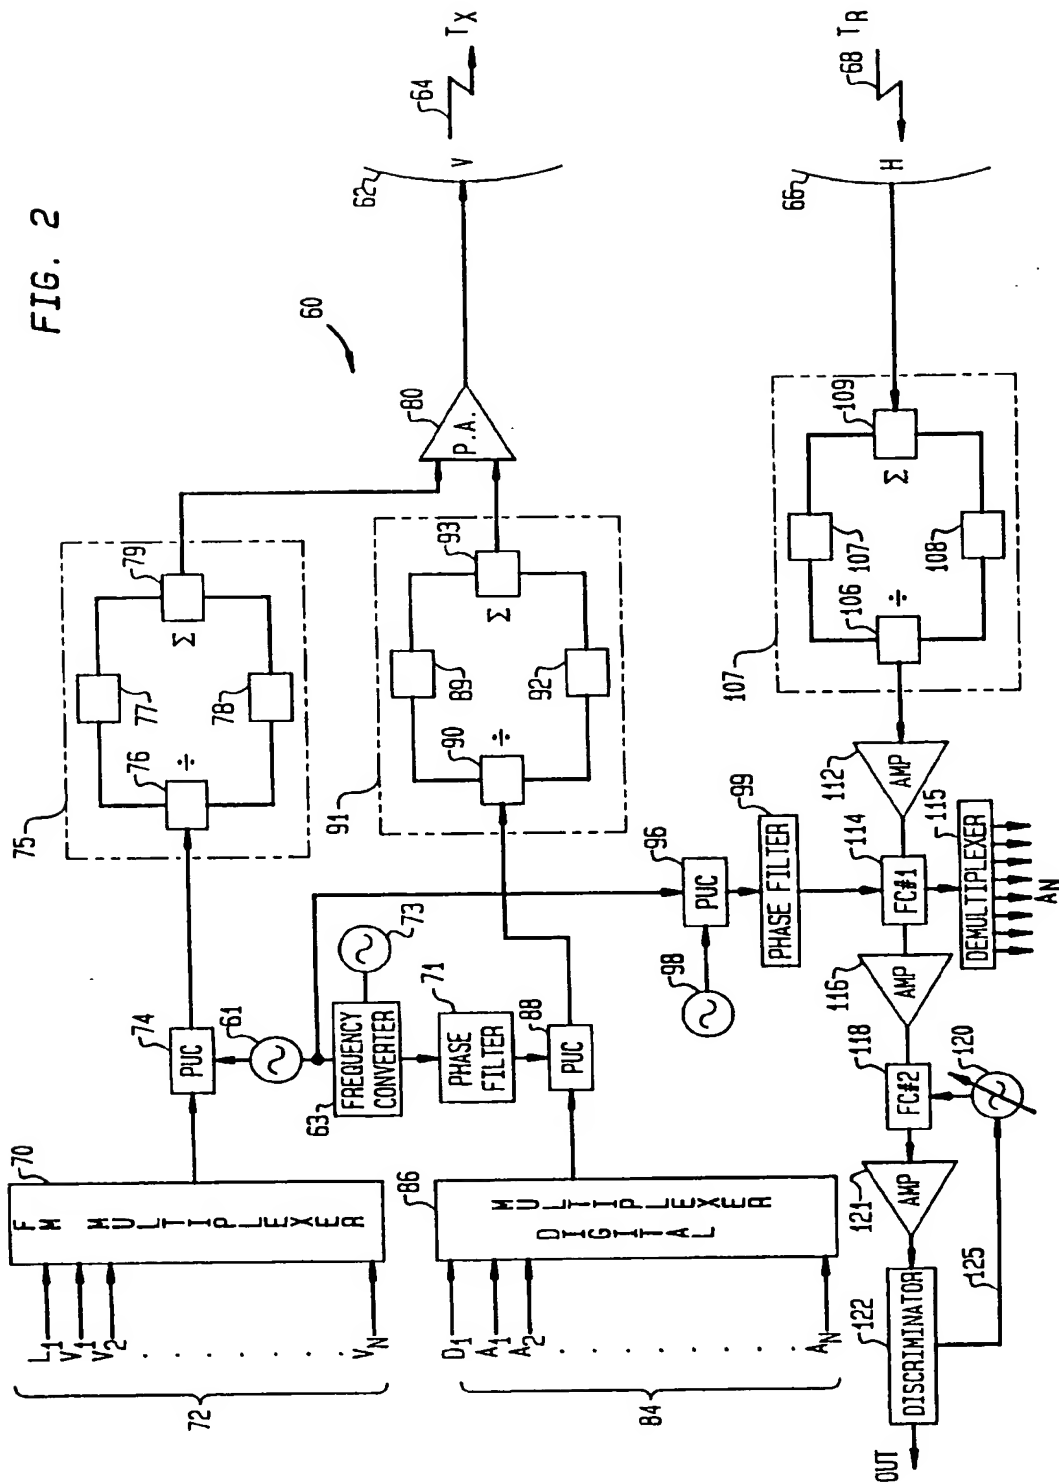 FIG. 2
60
72
L1
V1
V2
VN
70
FM MULTIPLEXER
74
PUC
61
75
76
÷
77
78
79
Σ
80
P.A.
62
V
64
TX
63
FREQUENCY CONVERTER
73
71
PHASE FILTER
84
D1
A1
A2
AN
86
MULTIPLEXER
DIGITAL
88
PUC
91
90
÷
89
92
93
Σ
96
PUC
98
99
PHASE FILTER
66
H
68
TR
107
109
Σ
107
108
106
÷
112
AMP
114
FC#1
115
DEMULTIPLEXER
AN
116
AMP
118
FC#2
120
121
AMP
122
DISCRIMINATOR
125
OUT